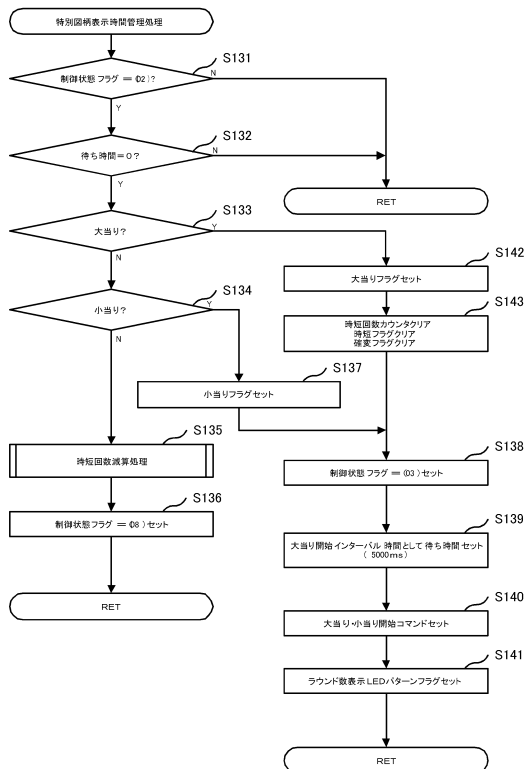 特別図柄表示時間管理処理
S131
制御状態フラグ ＝ (02)?
N
Y
S132
待ち時間＝0？
N
Y
RET
S133
大当り？
Y
N
S142
大当りフラグセット
S134
小当り？
Y
N
S143
時短回数カウンタクリア
時短フラグクリア
確変フラグクリア
S137
小当りフラグセット
S135
時短回数減算処理
S138
制御状態フラグ ＝ (03) セット
S136
制御状態フラグ ＝ (08) セット
S139
大当り開始インターバル時間として待ち時間セット
( 5000ms)
RET
S140
大当り・小当り開始コマンドセット
S141
ラウンド数表示LEDパターンフラグセット
RET